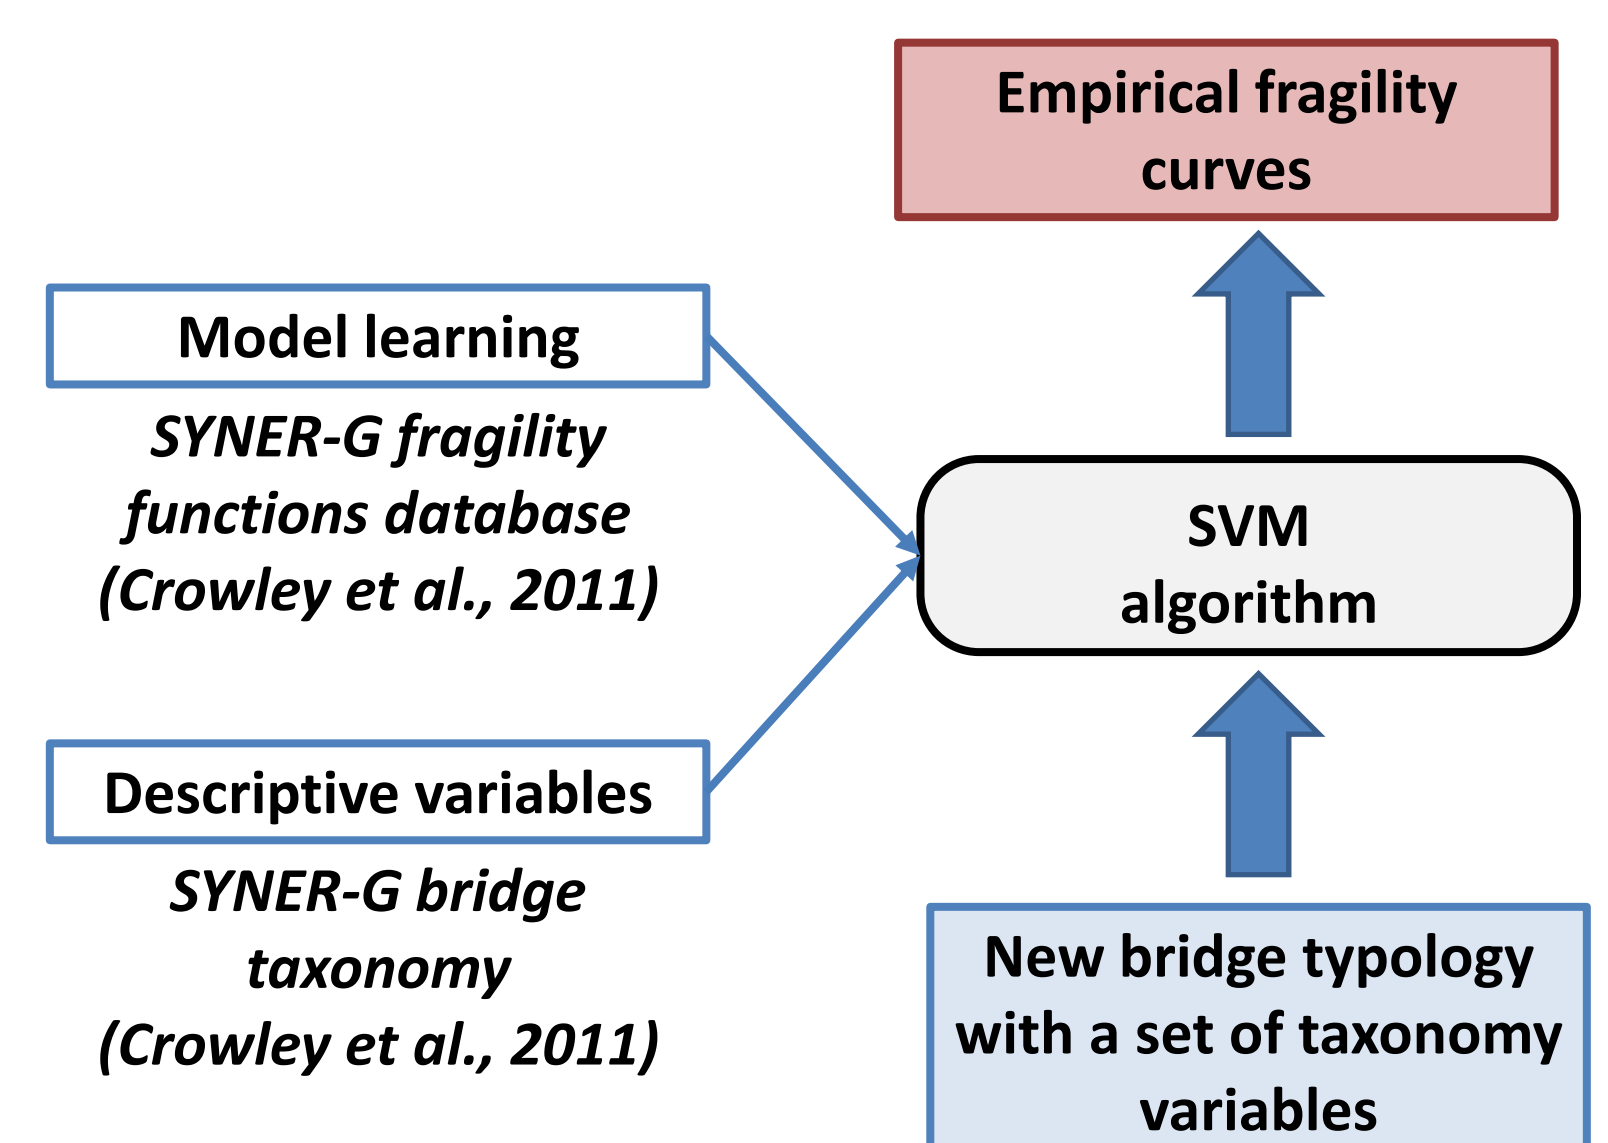 Empirical fragility
curves
Model learning
SYNER-G fragility
functions database
(Crowley et al., 2011)
SVM
algorithm
Descriptive variables
SYNER-G bridge
taxonomy
(Crowley et al., 2011)
New bridge typology
with a set of taxonomy
variables